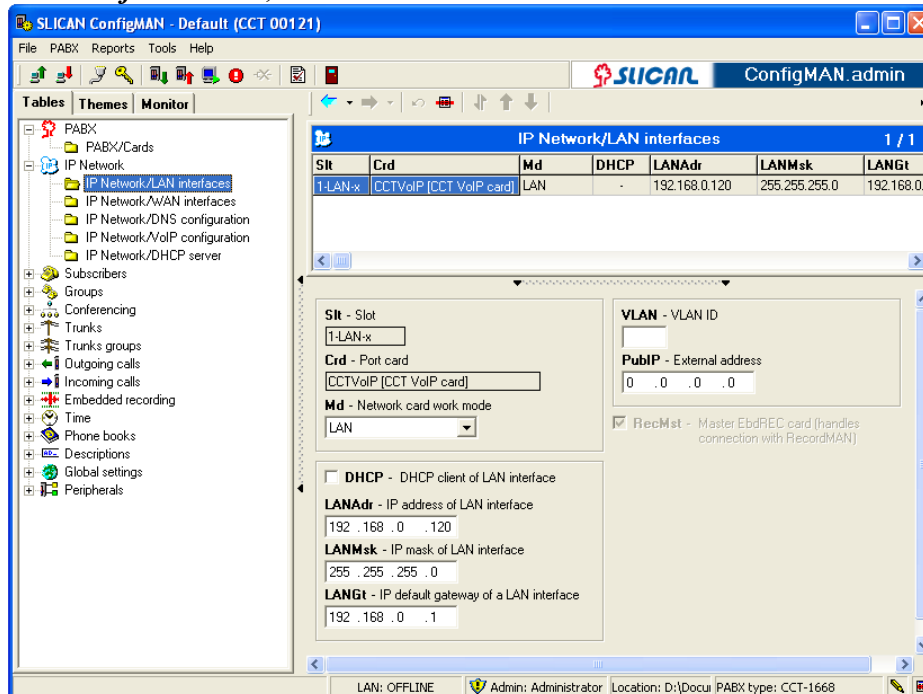 SLICAN ConfigMAN - Default (CCT 00121)
File PABX Reports Tools Help
SLICAN ConfigMAN.admin
Tables Themes Monitor
PABX
PABX/Cards
IP Network
IP Network/LAN interfaces
IP Network/WAN interfaces
IP Network/DNS configuration
IP Network/VoIP configuration
IP Network/DHCP server
Subscribers
Groups
Conferencing
Trunks
Trunks groups
Outgoing calls
Incoming calls
Embedded recording
Time
Phone books
Descriptions
Global settings
Peripherals
IP Network/LAN interfaces 1 / 1
Slt Crd Md DHCP LANAdr LANMsk LANGt
1-LAN-x CCTVoIP [CCT VoIP card] LAN - 192.168.0.120 255.255.255.0 192.168.0.
Slt - Slot
1-LAN-x
Crd - Port card
CCTVoIP [CCT VoIP card]
Md - Network card work mode
LAN
DHCP - DHCP client of LAN interface
LANAdr - IP address of LAN interface
192 .168 .0 .120
LANMsk - IP mask of LAN interface
255 .255 .255 .0
LANGt - IP default gateway of a LAN interface
192 .168 .0 .1
VLAN - VLAN ID
PubIP - External address
0 .0 .0 .0
RecMst - Master EbdREC card (handles
connection with RecordMAN)
LAN: OFFLINE Admin: Administrator Location: D:\Docu PABX type: CCT-1668